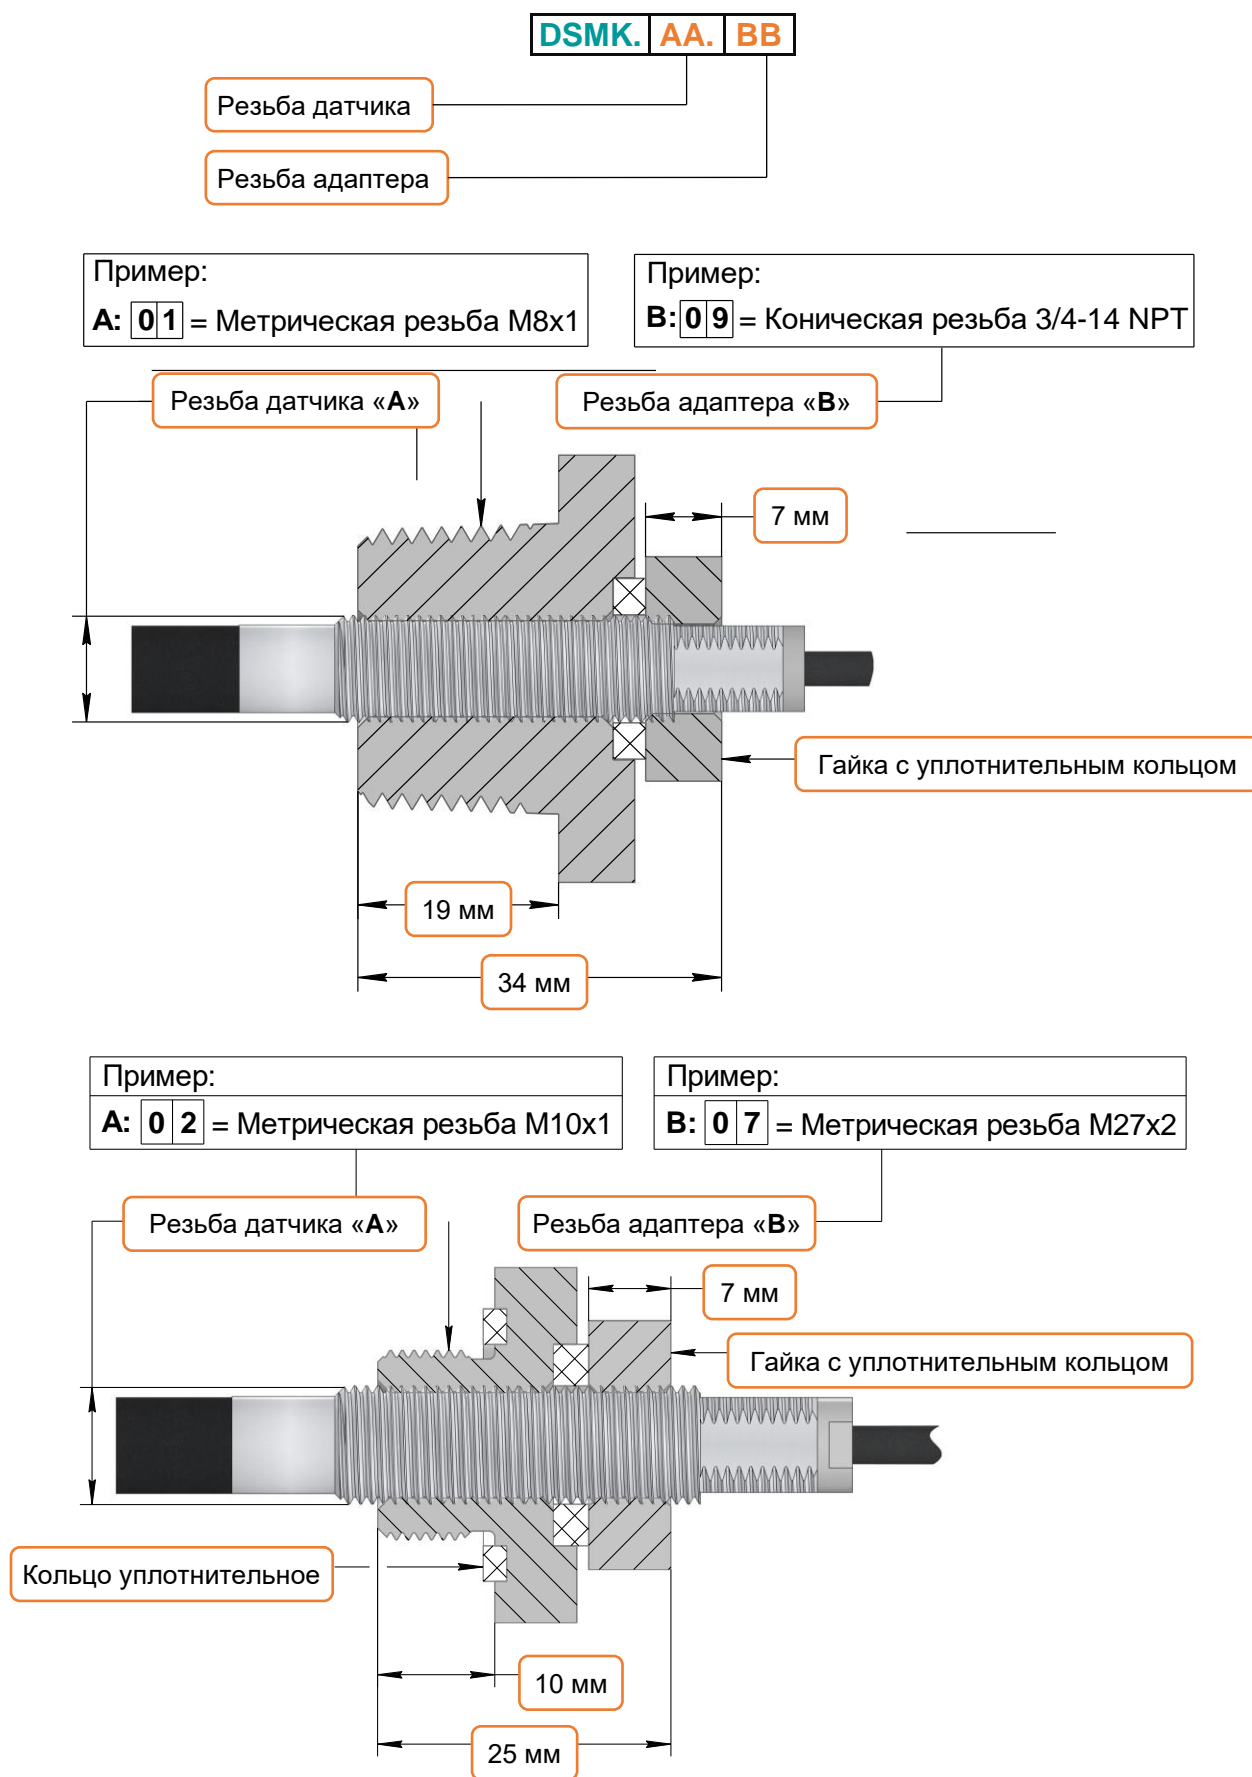 DSMK. AA. BB
Резьба датчика
Резьба адаптера
Пример:
A: 01 = Метрическая резьба M8x1
Пример:
B: 09 = Коническая резьба 3/4-14 NPT
Резьба датчика «A»
Резьба адаптера «B»
7 мм
Гайка с уплотнительным кольцом
19 мм
34 мм
Пример:
A: 02 = Метрическая резьба M10x1
Пример:
B: 07 = Метрическая резьба M27x2
Резьба датчика «A»
Резьба адаптера «B»
7 мм
Гайка с уплотнительным кольцом
Кольцо уплотнительное
10 мм
25 мм